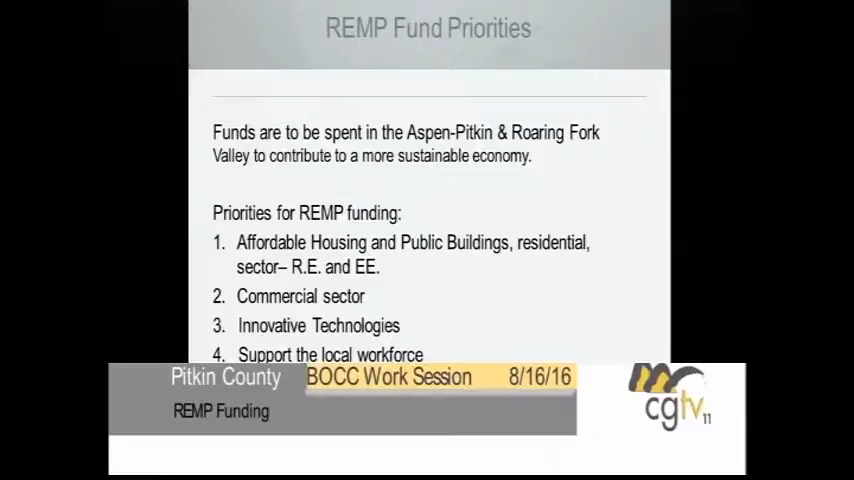 REMP Fund Priorities
Funds are to be spent in the Aspen-Pitkin & Roaring Fork
Valley to contribute to a more sustainable economy.
Priorities for REMP funding:
1. Affordable Housing and Public Buildings, residential,
sector– R.E. and EE.
2. Commercial sector
3. Innovative Technologies
4. Support the local workforce
Pitkin County BOCC Work Session 8/16/16
REMP Funding
cgtv 11